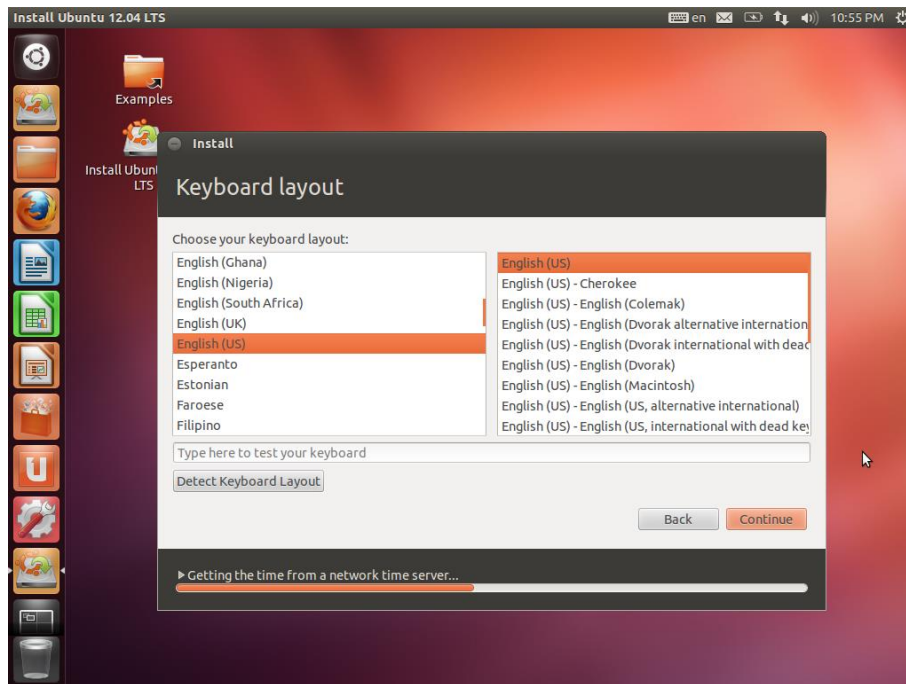 Install Ubuntu 12.04 LTS
en
10:55 PM
Examples
Install Ubun
LTS
Install
Keyboard layout
Choose your keyboard layout:
English (Ghana)
English (Nigeria)
English (South Africa)
English (UK)
English (US)
Esperanto
Estonian
Faroese
Filipino
English (US)
English (US) - Cherokee
English (US) - English (Colemak)
English (US) - English (Dvorak alternative internation
English (US) - English (Dvorak international with dead
English (US) - English (Dvorak)
English (US) - English (Macintosh)
English (US) - English (US, alternative international)
English (US) - English (US, international with dead key
Type here to test your keyboard
Detect Keyboard Layout
Back
Continue
Getting the time from a network time server...